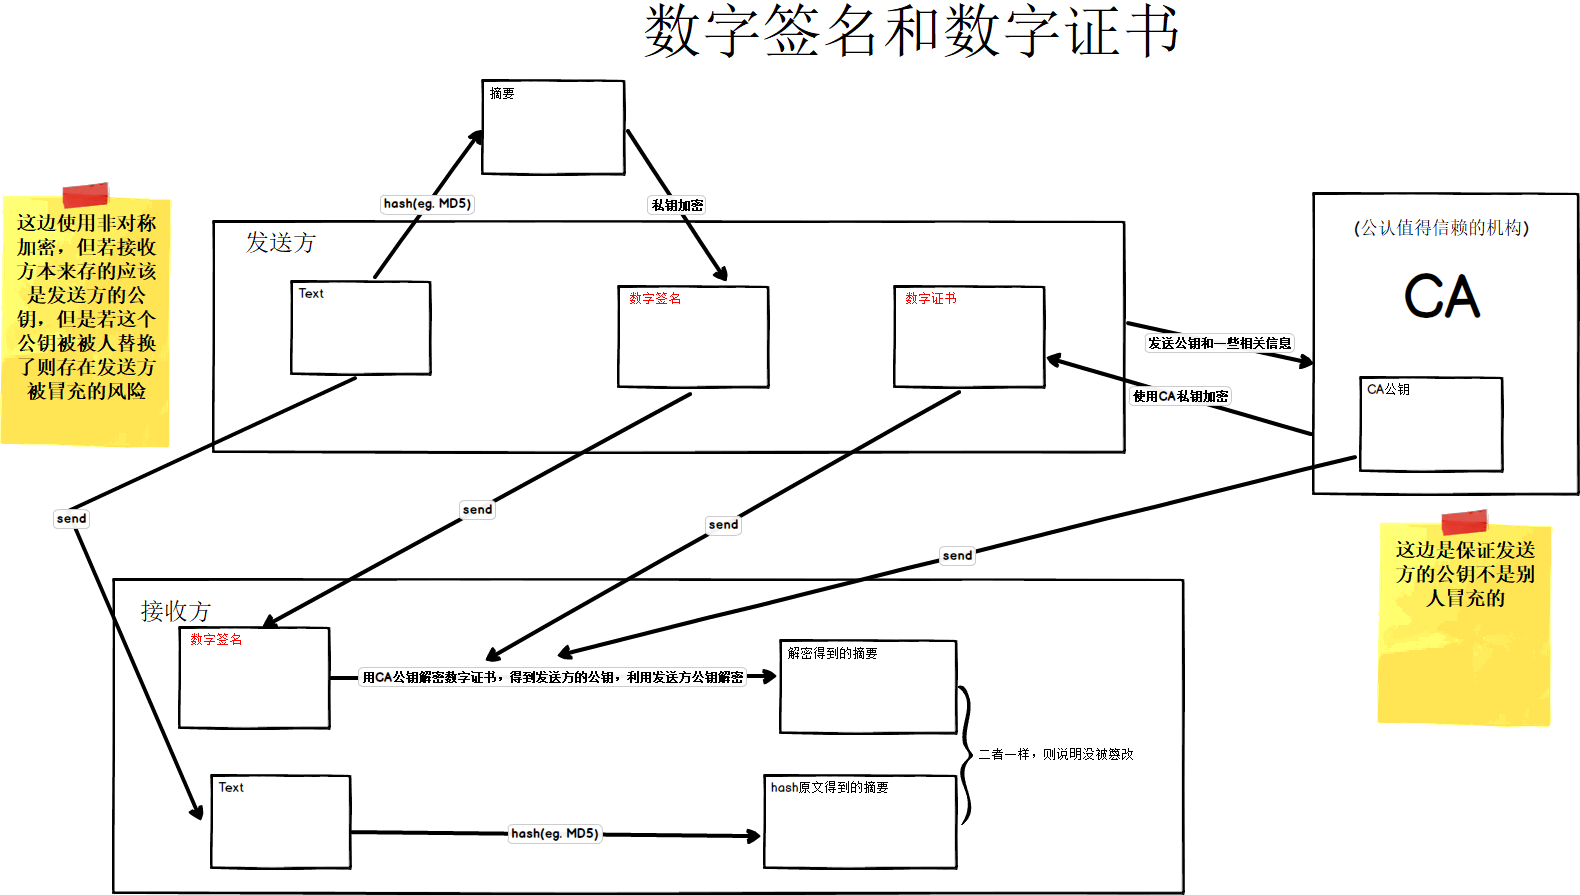 数字签名和数字证书
摘要
hash(eg. MD5)
私钥加密
这边使用非对称
加密，但若接收
方本来存的应该
是发送方的公
钥，但是若这个
公钥被被人替换
了则存在发送方
被冒充的风险
发送方
Text
数字签名
数字证书
发送公钥和一些相关信息
使用CA私钥加密
(公认值得信赖的机构)
CA
CA公钥
send
send
send
send
这边是保证发送
方的公钥不是别
人冒充的
接收方
数字签名
用CA公钥解密数字证书，得到发送方的公钥，利用发送方公钥解密
解密得到的摘要
二者一样，则说明没被篡改
Text
hash(eg. MD5)
hash原文得到的摘要